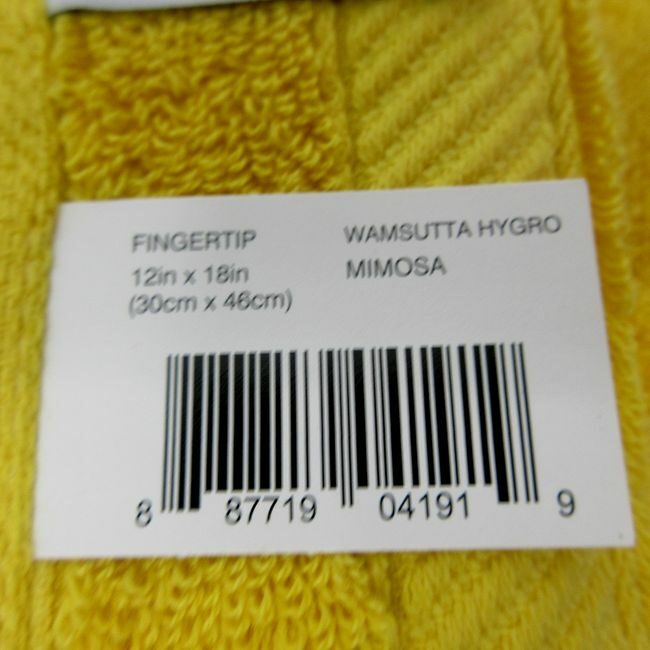 FINGERTIP
12in x 18in
(30cm x 46cm)
WAMSUTTA HYGRO
MIMOSA
8 87719 04191 9